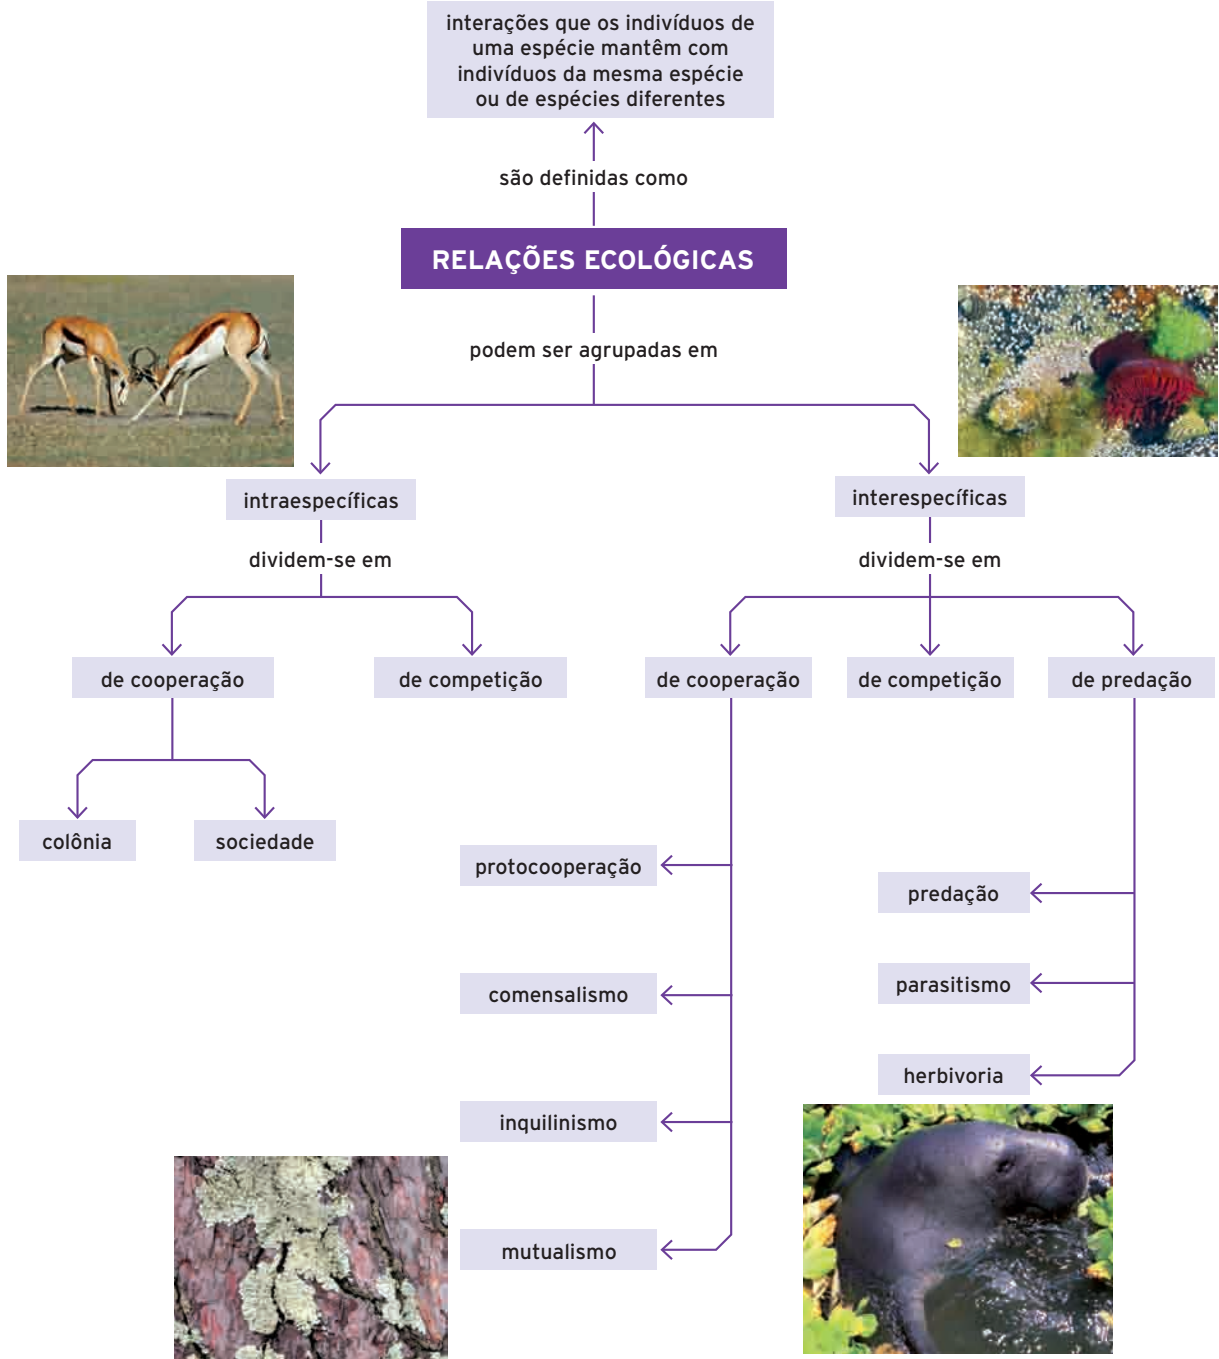 interações que os indivíduos de
uma espécie mantêm com
indivíduos da mesma espécie
ou de espécies diferentes
são definidas como
RELAÇÕES ECOLÓGICAS
podem ser agrupadas em
intraespecíficas
interespecíficas
dividem-se em
dividem-se em
de cooperação
de competição
de cooperação
de competição
de predação
colônia
sociedade
protocooperação
predação
comensalismo
parasitismo
herbivoria
inquilinismo
mutualismo